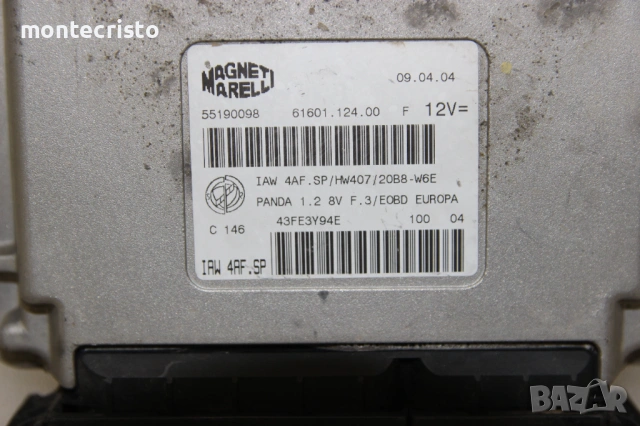 montecristo
MAGNETI MARELLI
09.04.04
55190098 61601.124.00 F 12V=
IAW 4AF.SP/HW407/20B8-W6E
PANDA 1.2 8V F.3/EOBD EUROPA
43FE3Y94E 100 04
C 146
IAW 4AF.SP
BAZAR